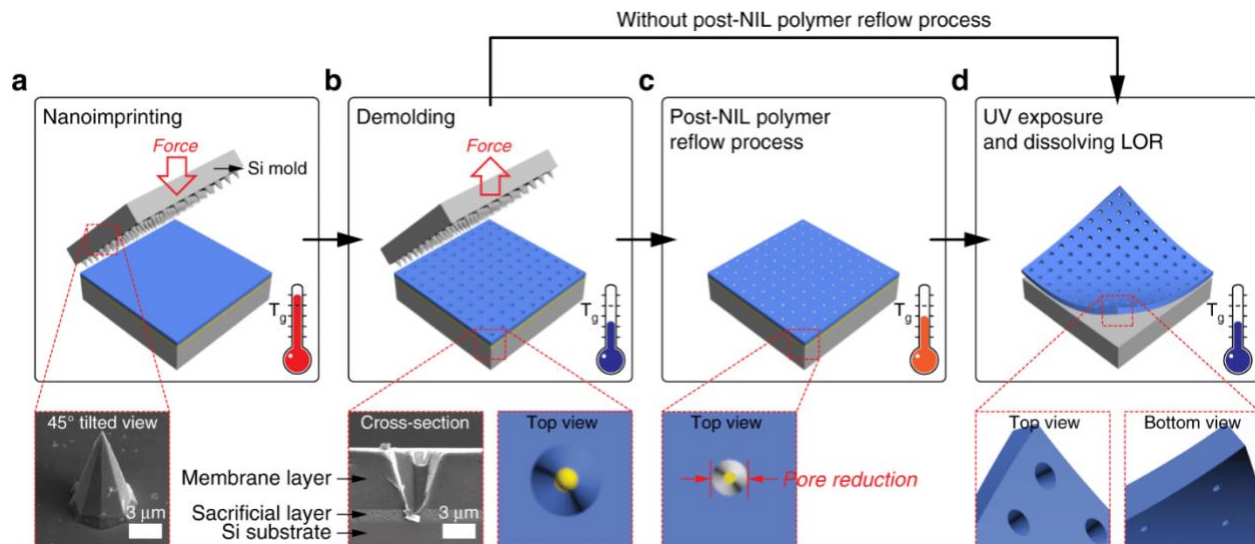 Without post-NIL polymer reflow process
a
Nanoimprinting
Force
Si mold
Tg
45° tilted view
3 μm
b
Demolding
Force
Tg
Cross-section
3 μm
Membrane layer
Sacrificial layer
Si substrate
Top view
c
Post-NIL polymer
reflow process
Tg
Top view
Pore reduction
d
UV exposure
and dissolving LOR
Tg
Top view
Bottom view